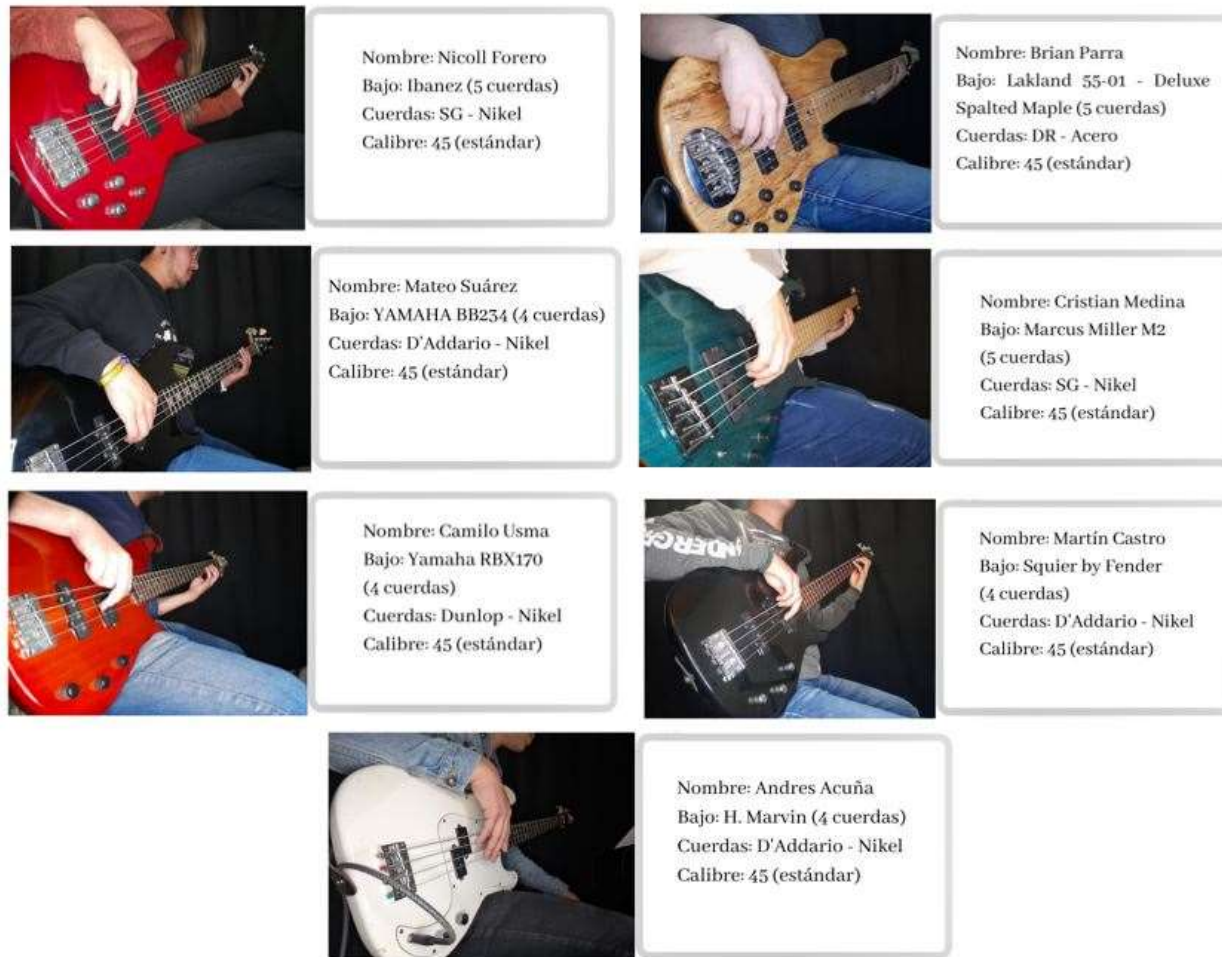 Nombre: Nicoll Forero
Bajo: Ibanez (5 cuerdas)
Cuerdas: SG - Nikel
Calibre: 45 (estándar)
Nombre: Brian Parra
Bajo: Lakland 55-01 - Deluxe
Spalted Maple (5 cuerdas)
Cuerdas: DR - Acero
Calibre: 45 (estándar)
Nombre: Mateo Suárez
Bajo: YAMAHA BB234 (4 cuerdas)
Cuerdas: D'Addario - Nikel
Calibre: 45 (estándar)
Nombre: Cristian Medina
Bajo: Marcus Miller M2
(5 cuerdas)
Cuerdas: SG - Nikel
Calibre: 45 (estándar)
Nombre: Camilo Usma
Bajo: Yamaha RBX170
(4 cuerdas)
Cuerdas: Dunlop - Nikel
Calibre: 45 (estándar)
Nombre: Martín Castro
Bajo: Squier by Fender
(4 cuerdas)
Cuerdas: D'Addario - Nikel
Calibre: 45 (estándar)
Nombre: Andres Acuña
Bajo: H. Marvin (4 cuerdas)
Cuerdas: D'Addario - Nikel
Calibre: 45 (estándar)